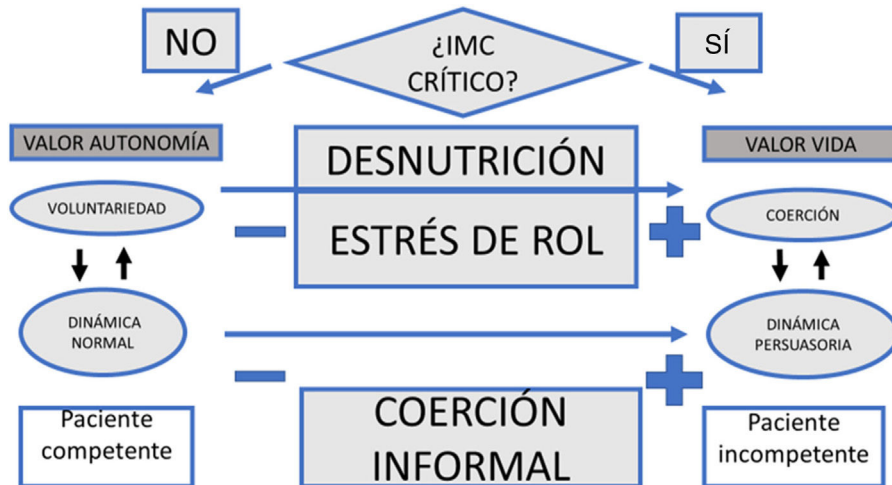 NO
¿IMC
CRÍTICO?
SÍ
VALOR AUTONOMÍA
DESNUTRICIÓN
VALOR VIDA
VOLUNTARIEDAD
ESTRÉS DE ROL
COERCIÓN
DINÁMICA
NORMAL
DINÁMICA
PERSUASORIA
Paciente
competente
COERCIÓN
INFORMAL
Paciente
incompetente